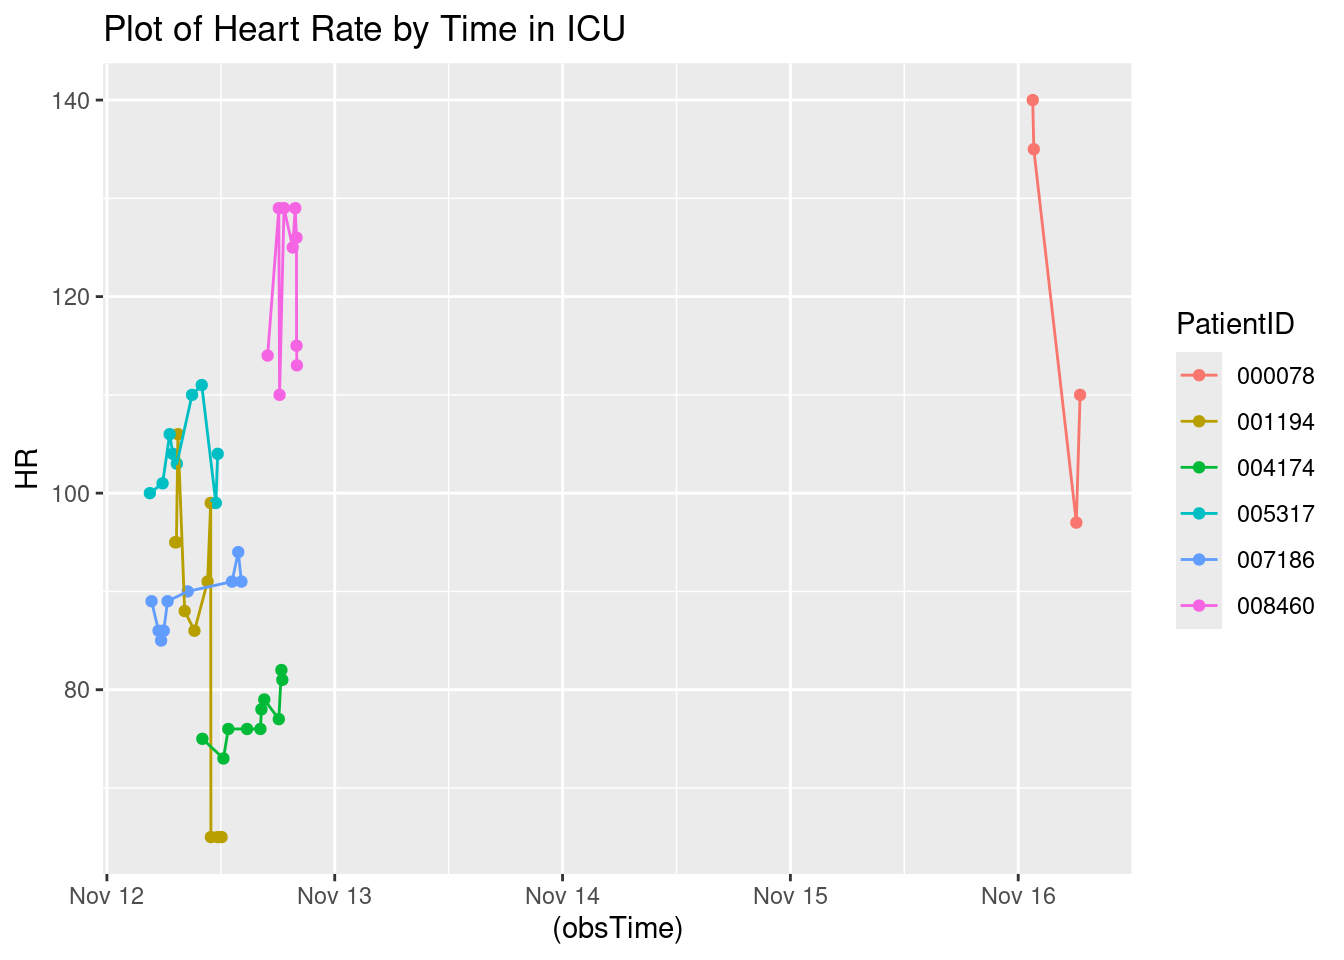 Plot of Heart Rate by Time in ICU
140
120
100
80
HR
Nov 12 Nov 13 Nov 14 Nov 15 Nov 16
(obsTime)
PatientID
000078
001194
004174
005317
007186
008460